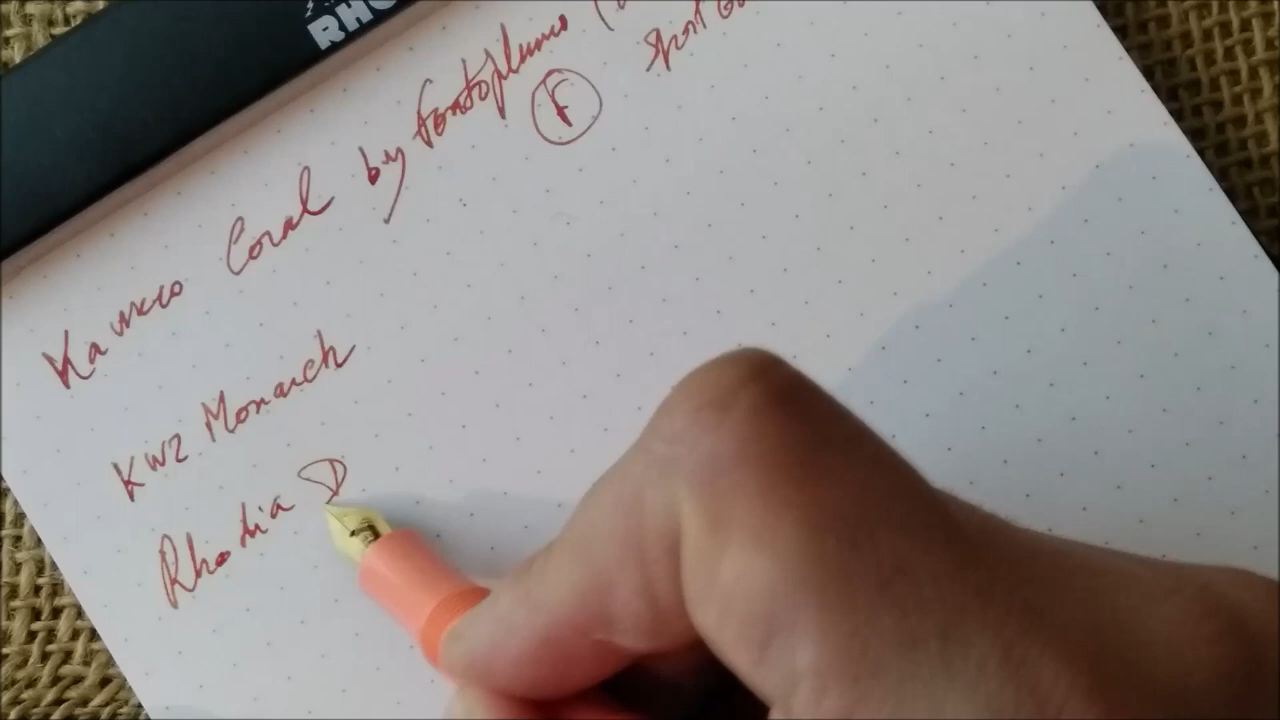 RHO
Kaweco Coral by Fontoplumo (
Sport
F
KWZ Monarch
Rhodia D